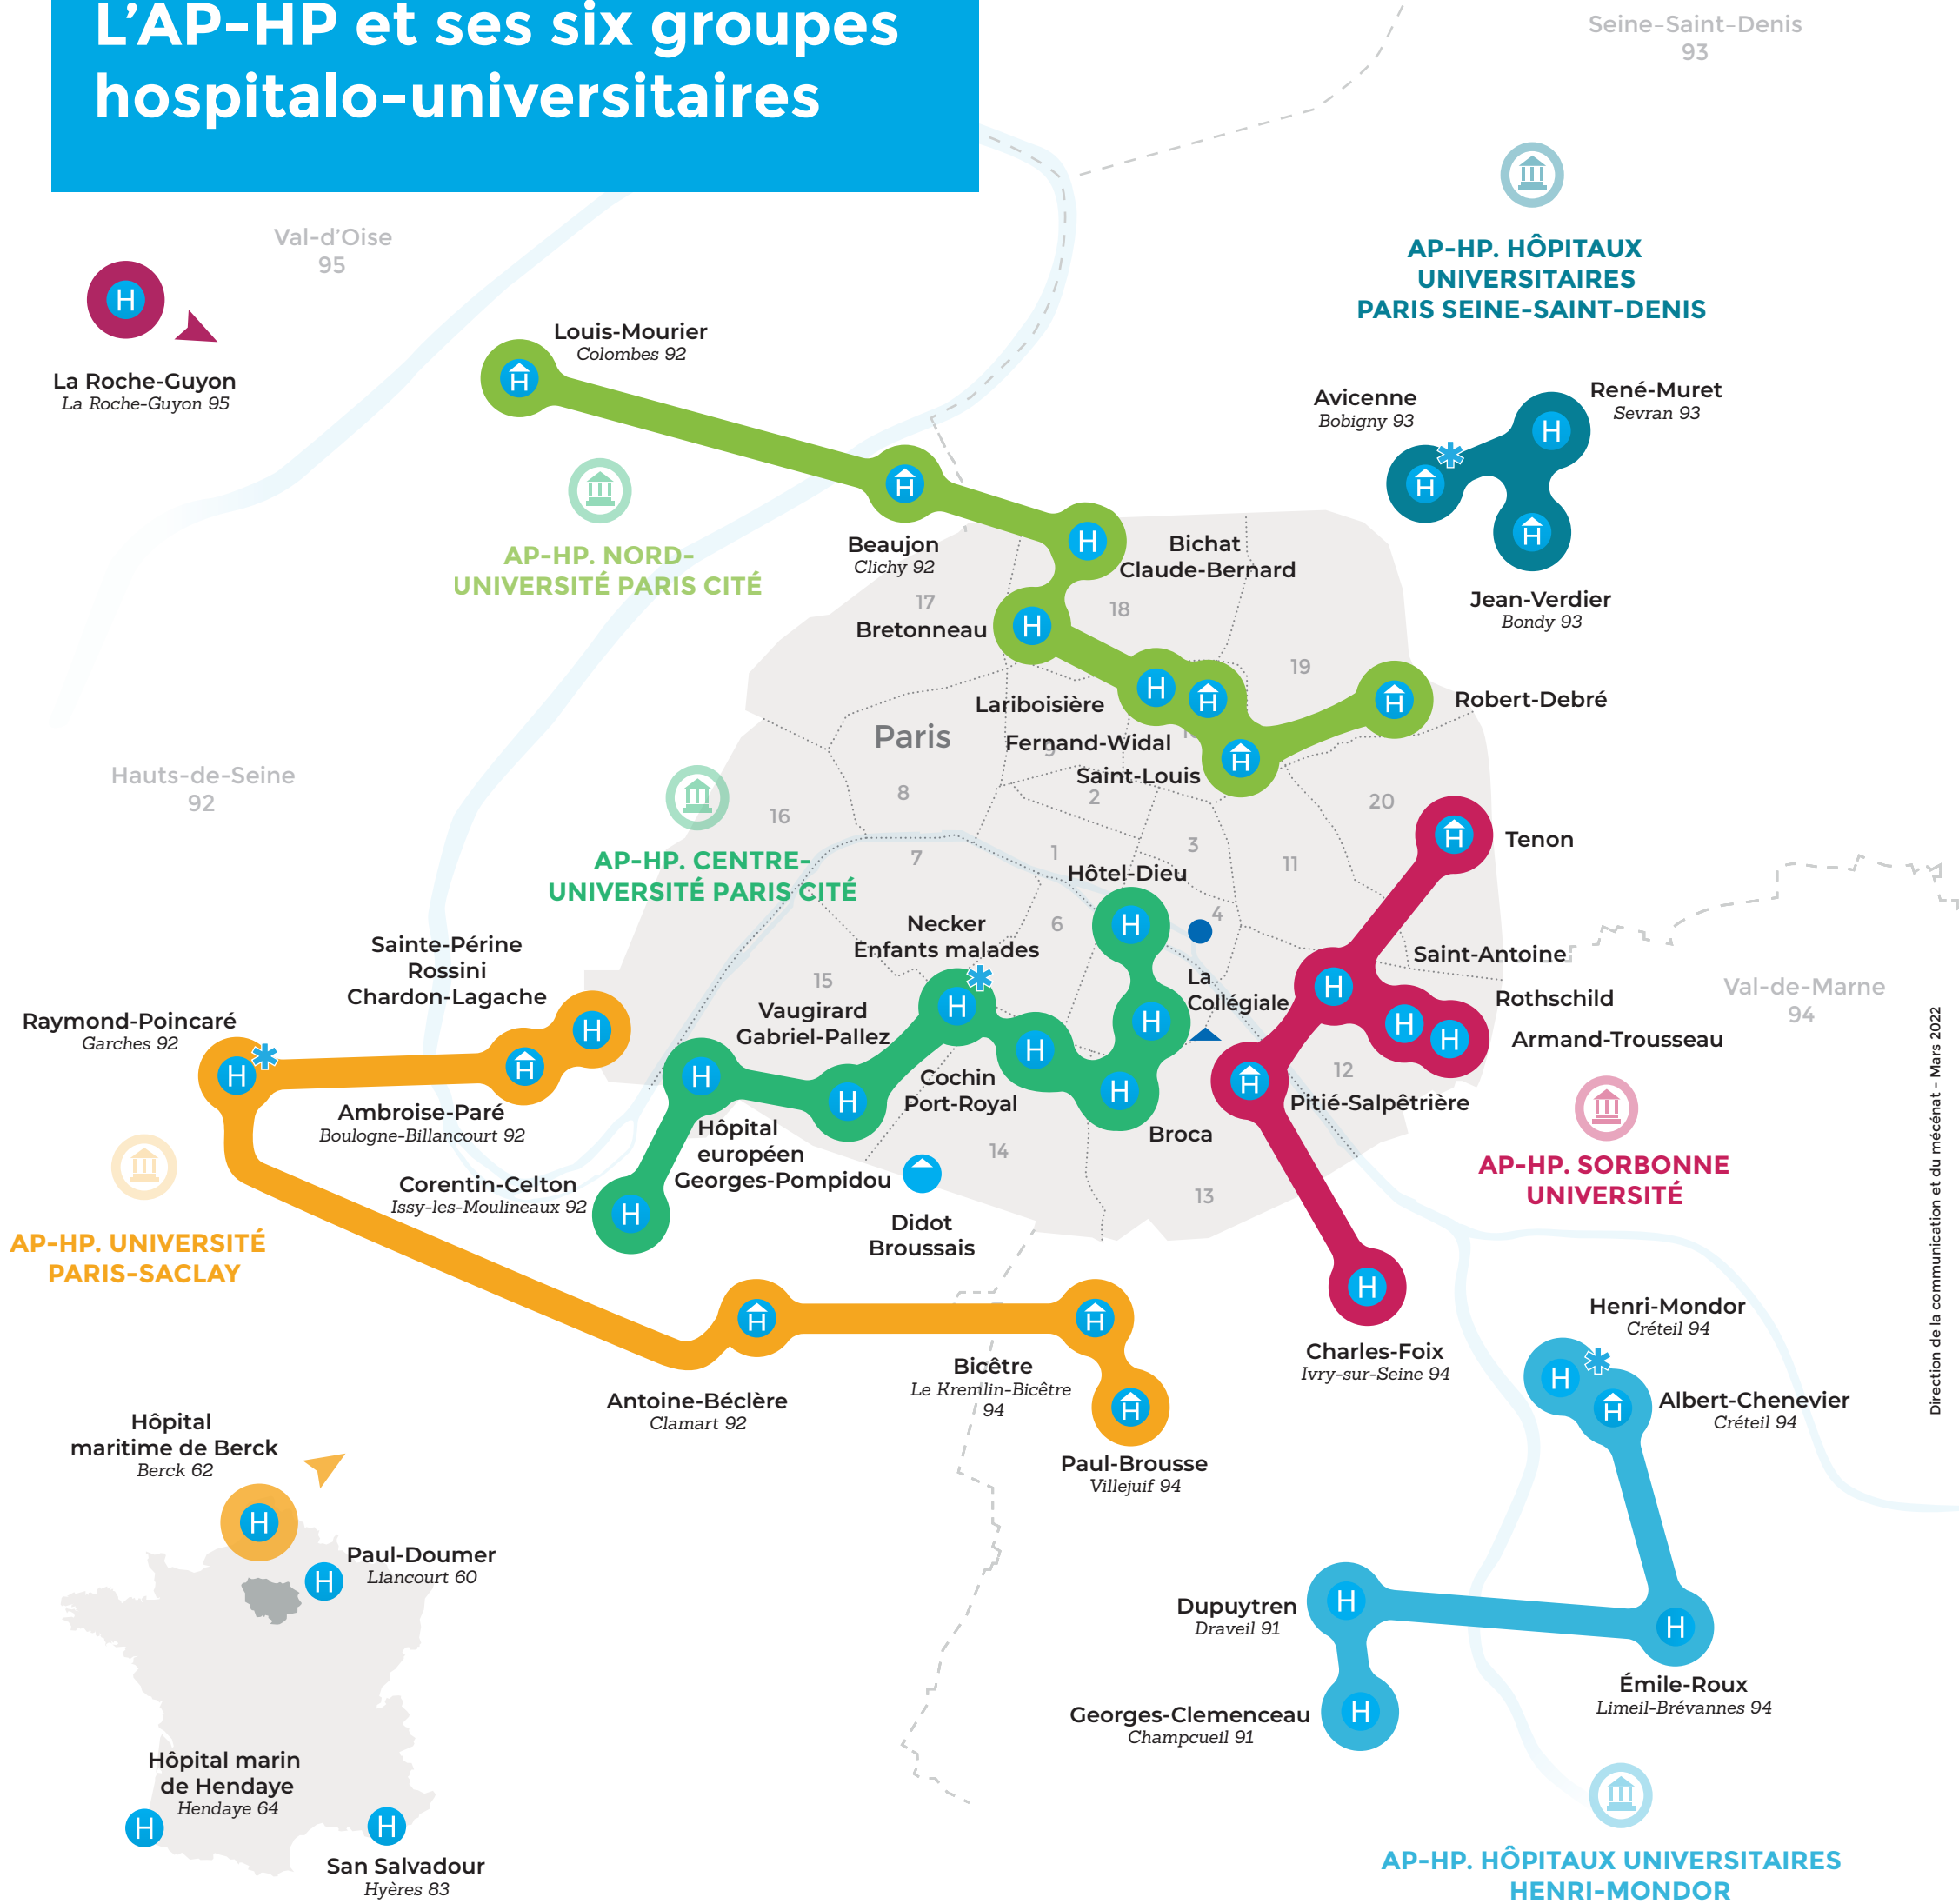 L'AP-HP et ses six groupes
hospitalo-universitaires
Seine-Saint-Denis
93
Val-d'Oise
95
AP-HP. HÔPITAUX
UNIVERSITAIRES
PARIS SEINE-SAINT-DENIS
H
La Roche-Guyon
La Roche-Guyon 95
Louis-Mourier
Colombes 92
H
Avicenne
Bobigny 93
H
René-Muret
Sevran 93
H
H
Jean-Verdier
Bondy 93
AP-HP. NORD-
UNIVERSITÉ PARIS CITÉ
H
Beaujon
Clichy 92
H
Bichat
Claude-Bernard
17
18
Bretonneau
H
19
Lariboisière
H
H
Robert-Debré
H
Paris
Fernand-Widal
9
10
Saint-Louis
H
2
8
16
20
Hauts-de-Seine
92
AP-HP. CENTRE-
UNIVERSITÉ PARIS CITÉ
7
1
3
11
Tenon
H
Hôtel-Dieu
H
4
6
Necker
Enfants malades
H
15
Sainte-Périne
Rossini
Chardon-Lagache
H
La
Collégiale
Saint-Antoine
H
Rothschild
H
Armand-Trousseau
H
Val-de-Marne
94
Raymond-Poincaré
Garches 92
H
Vaugirard
Gabriel-Pallez
H
H
Cochin
Port-Royal
H
H
H
Broca
12
Pitié-Salpêtrière
H
Ambroise-Paré
Boulogne-Billancourt 92
H
Hôpital
européen
Georges-Pompidou
14
13
AP-HP. SORBONNE
UNIVERSITÉ
Corentin-Celton
Issy-les-Moulineaux 92
H
Didot
Broussais
AP-HP. UNIVERSITÉ
PARIS-SACLAY
H
Antoine-Béclère
Clamart 92
H
Bicêtre
Le Kremlin-Bicêtre
94
H
Paul-Brousse
Villejuif 94
H
Charles-Foix
Ivry-sur-Seine 94
Henri-Mondor
Créteil 94
H
H
Albert-Chenevier
Créteil 94
Direction de la communication et du mécénat - Mars 2022
Hôpital
maritime de Berck
Berck 62
H
Paul-Doumer
Liancourt 60
H
Dupuytren
Draveil 91
H
H
Émile-Roux
Limeil-Brévannes 94
Georges-Clemenceau
Champcueil 91
H
Hôpital marin
de Hendaye
Hendaye 64
H
H
San Salvadour
Hyères 83
AP-HP. HÔPITAUX UNIVERSITAIRES
HENRI-MONDOR